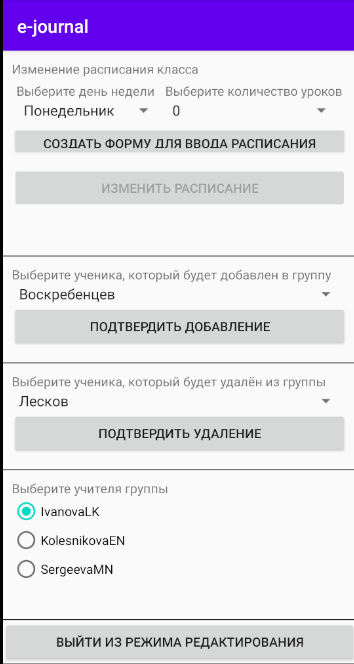 e-journal
Изменение расписания класса
Выберите день недели Выберите количество уроков
Понедельник 0
СОЗДАТЬ ФОРМУ ДЛЯ ВВОДА РАСПИСАНИЯ
ИЗМЕНИТЬ РАСПИСАНИЕ
Выберите ученика, который будет добавлен в группу
Воскребенцев
ПОДТВЕРДИТЬ ДОБАВЛЕНИЕ
Выберите ученика, который будет удалён из группы
Лесков
ПОДТВЕРДИТЬ УДАЛЕНИЕ
Выберите учителя группы
IvanovaLK
KolesnikovaEN
SergeevaMN
ВЫЙТИ ИЗ РЕЖИМА РЕДАКТИРОВАНИЯ